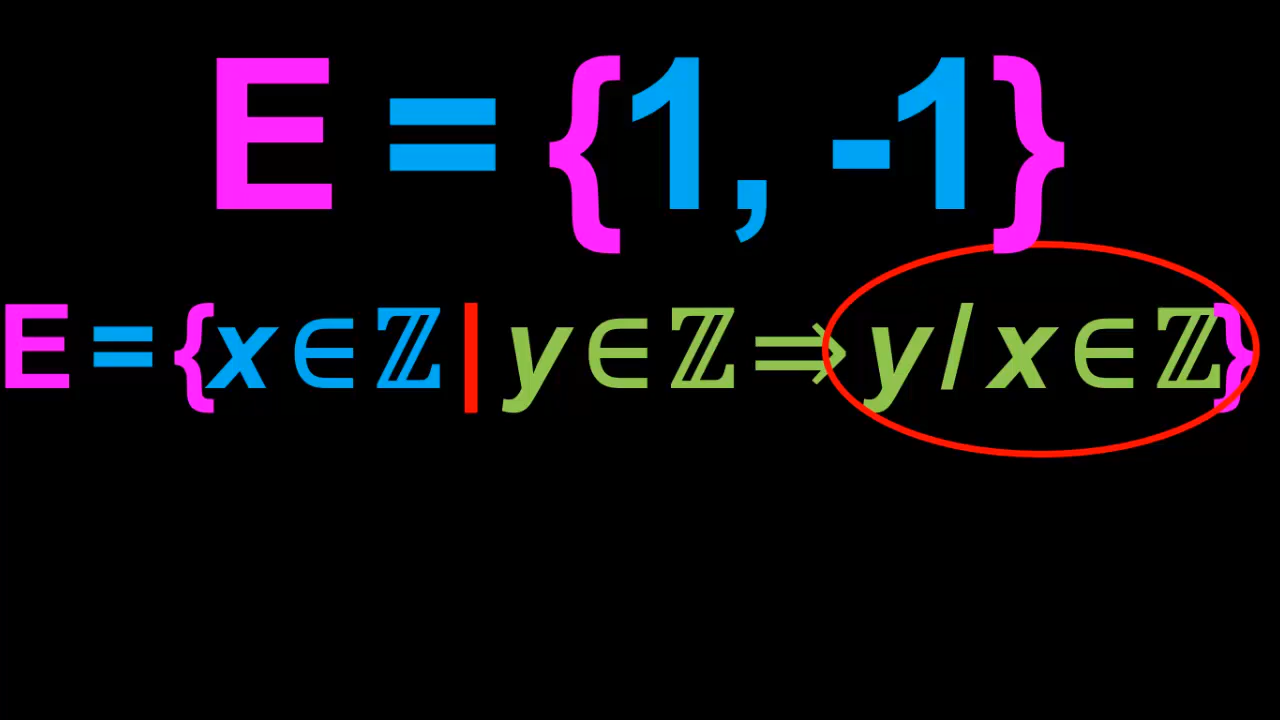 E = {1, -1}
E = {x ∈ ℤ | y ∈ ℤ ⇒ y / x ∈ ℤ}